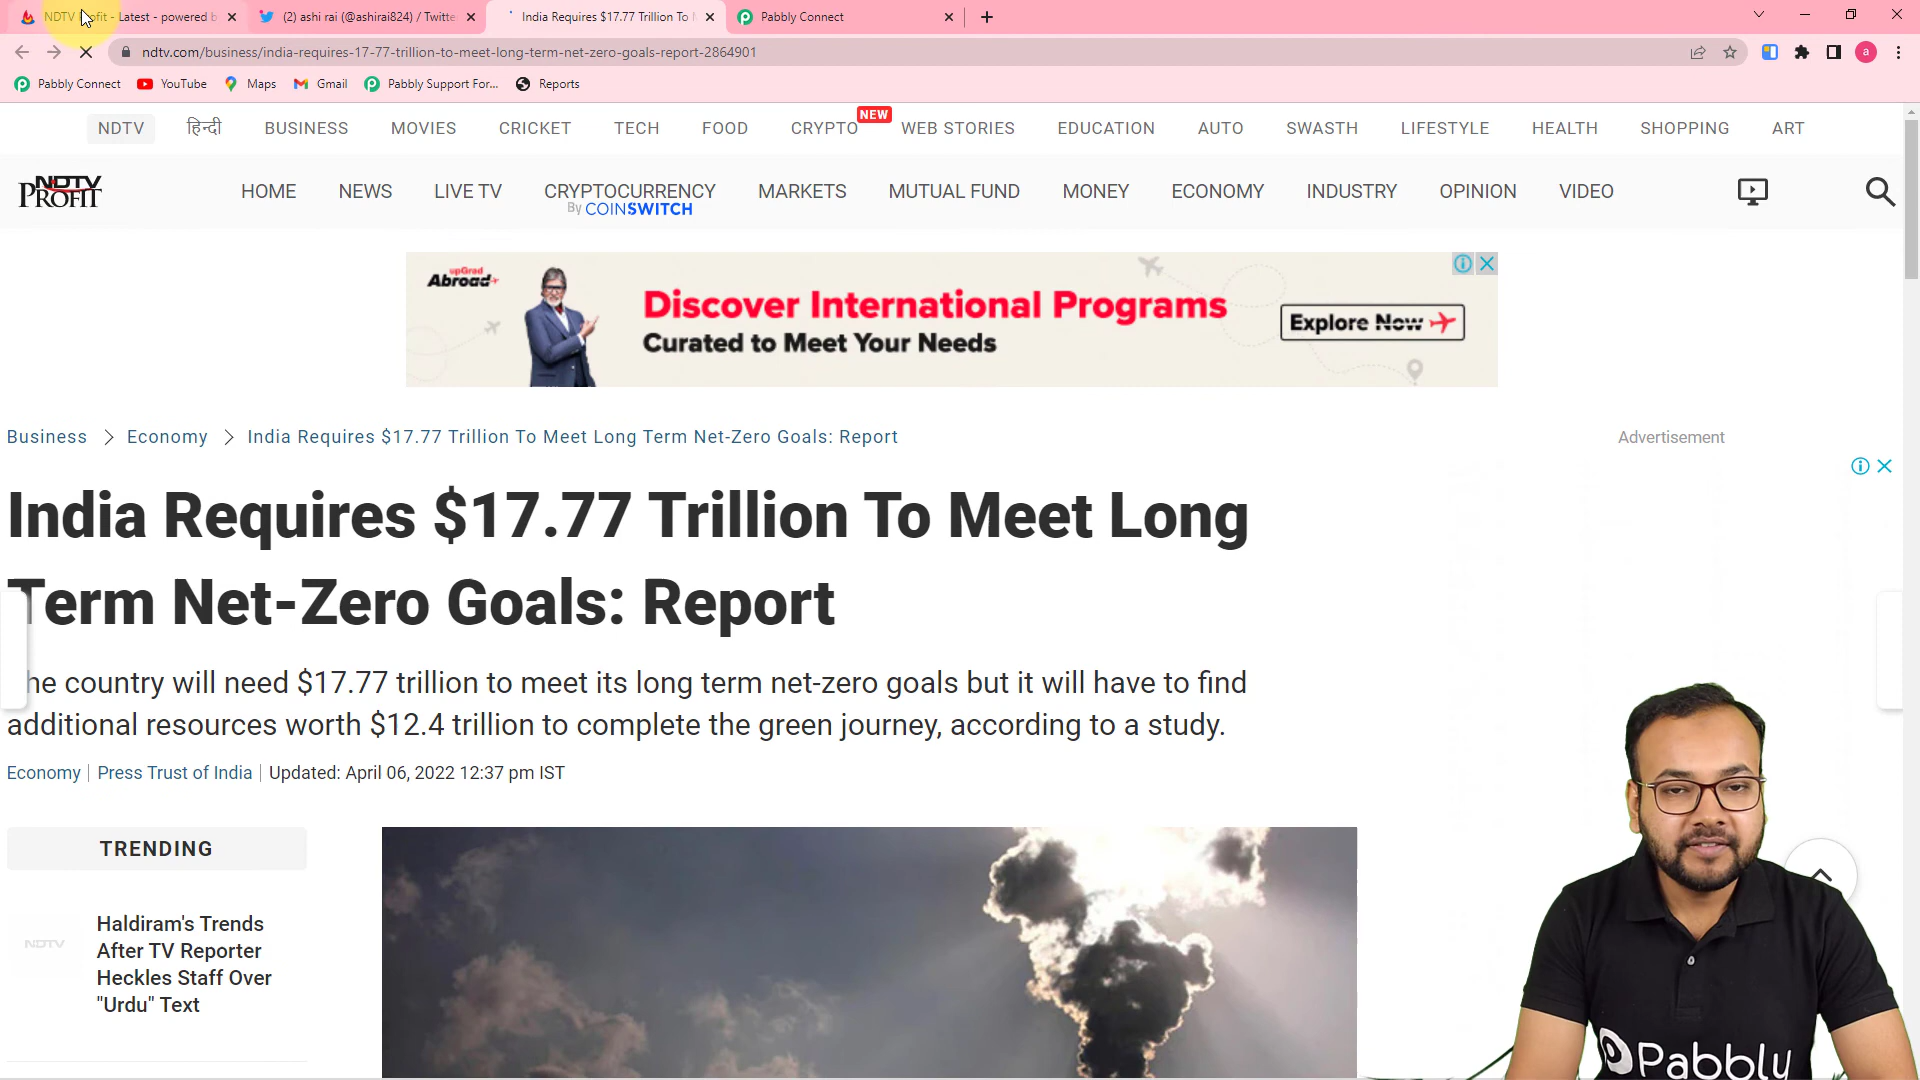 NDTV Profit - Latest - powered b
(2) ashi rai (@ashirai824) / Twitte
India Requires $17.77 Trillion To
Pabbly Connect
ndtv.com/business/india-requires-17-77-trillion-to-meet-long-term-net-zero-goals-report-2864901
a
Pabbly Connect
YouTube
Maps
Gmail
Pabbly Support For...
Reports
NDTV
हिन्दी
BUSINESS
MOVIES
CRICKET
TECH
FOOD
CRYPTO
NEW
WEB STORIES
EDUCATION
AUTO
SWASTH
LIFESTYLE
HEALTH
SHOPPING
ART
NDTV
PROFIT
HOME
NEWS
LIVE TV
CRYPTOCURRENCY
By COINSWITCH
MARKETS
MUTUAL FUND
MONEY
ECONOMY
INDUSTRY
OPINION
VIDEO
upGrad
Abroad
Discover International Programs
Curated to Meet Your Needs
Explore Now
Business > Economy > India Requires $17.77 Trillion To Meet Long Term Net-Zero Goals: Report
Advertisement
India Requires $17.77 Trillion To Meet Long
Term Net-Zero Goals: Report
he country will need $17.77 trillion to meet its long term net-zero goals but it will have to find
additional resources worth $12.4 trillion to complete the green journey, according to a study.
Economy | Press Trust of India | Updated: April 06, 2022 12:37 pm IST
TRENDING
NDTV
Haldiram's Trends
After TV Reporter
Heckles Staff Over
"Urdu" Text
Pabbly